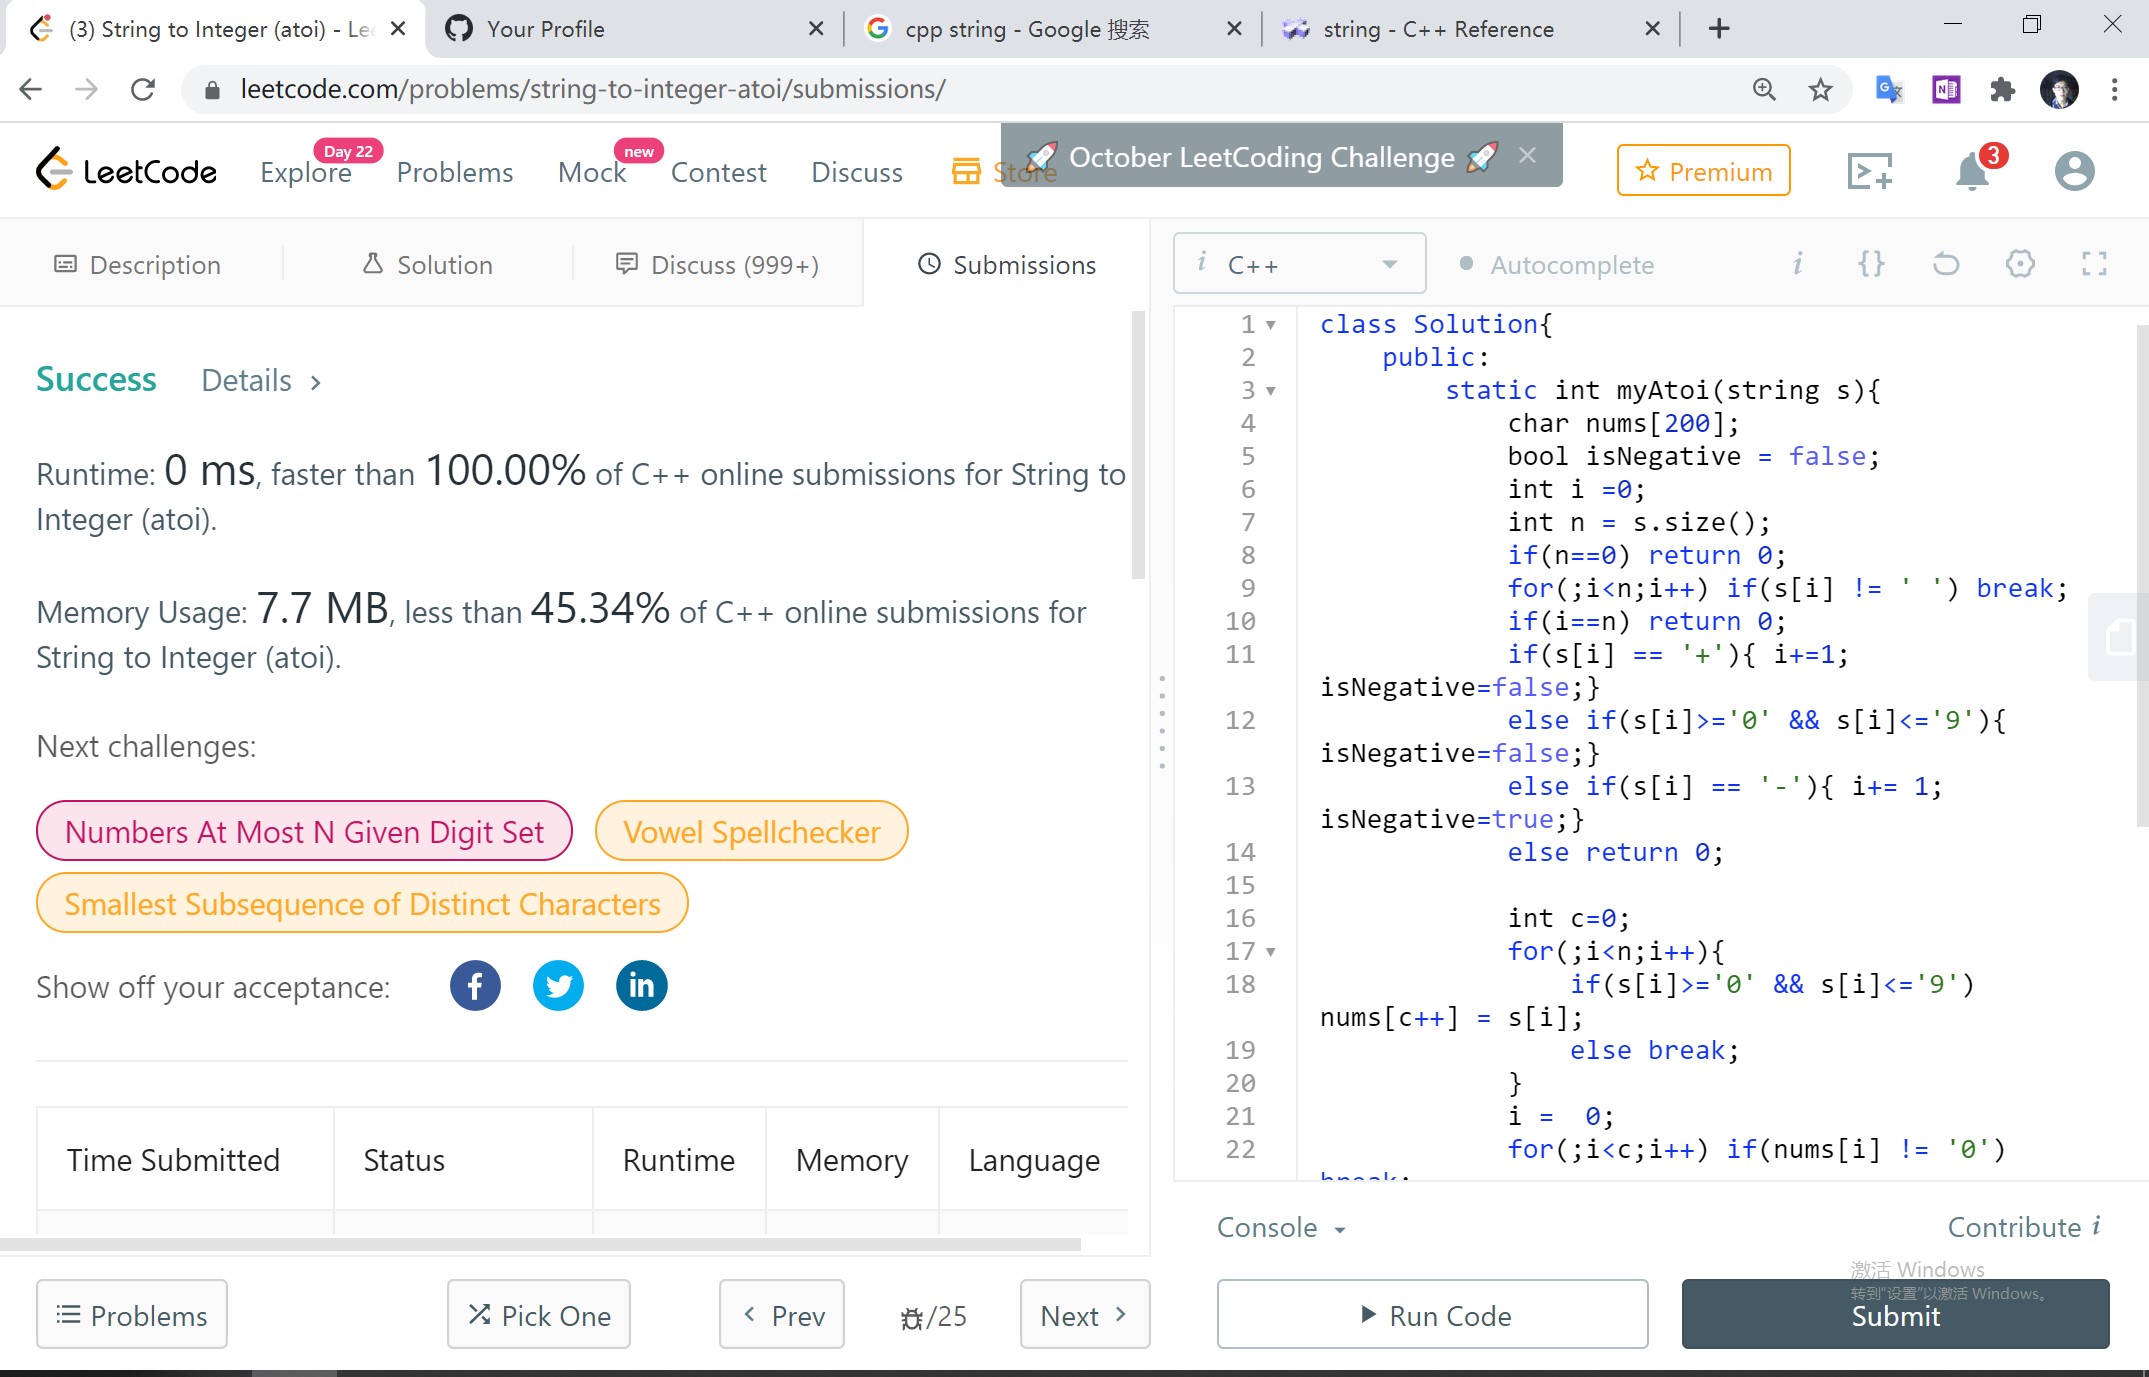 (3) String to Integer (atoi) - Le
Your Profile
cpp string - Google 搜索
string - C++ Reference
leetcode.com/problems/string-to-integer-atoi/submissions/
LeetCode
Explore
Day 22
Problems
Mock
new
Contest
Discuss
Store
🚀 October LeetCoding Challenge 🚀 ×
Premium
3
Description
Solution
Discuss (999+)
Submissions
i C++
Autocomplete
i {}
Success Details >
Runtime: 0 ms, faster than 100.00% of C++ online submissions for String to
Integer (atoi).
Memory Usage: 7.7 MB, less than 45.34% of C++ online submissions for
String to Integer (atoi).
Next challenges:
Numbers At Most N Given Digit Set
Vowel Spellchecker
Smallest Subsequence of Distinct Characters
Show off your acceptance:
f
in
Time Submitted
Status
Runtime
Memory
Language
1 class Solution{
2 public:
3 static int myAtoi(string s){
4 char nums[200];
5 bool isNegative = false;
6 int i =0;
7 int n = s.size();
8 if(n==0) return 0;
9 for(;i<n;i++) if(s[i] != ' ') break;
10 if(i==n) return 0;
11 if(s[i] == '+'){ i+=1;
isNegative=false;}
12 else if(s[i]>='0' && s[i]<='9'){
isNegative=false;}
13 else if(s[i] == '-'){ i+= 1;
isNegative=true;}
14 else return 0;
15
16 int c=0;
17 for(;i<n;i++){
18 if(s[i]>='0' && s[i]<='9')
nums[c++] = s[i];
19 else break;
20 }
21 i =  0;
22 for(;i<c;i++) if(nums[i] != '0')
break;
Console
Contribute i
Problems
Pick One
Prev
/25
Next
Run Code
激活 Windows
转到"设置"以激活 Windows。
Submit